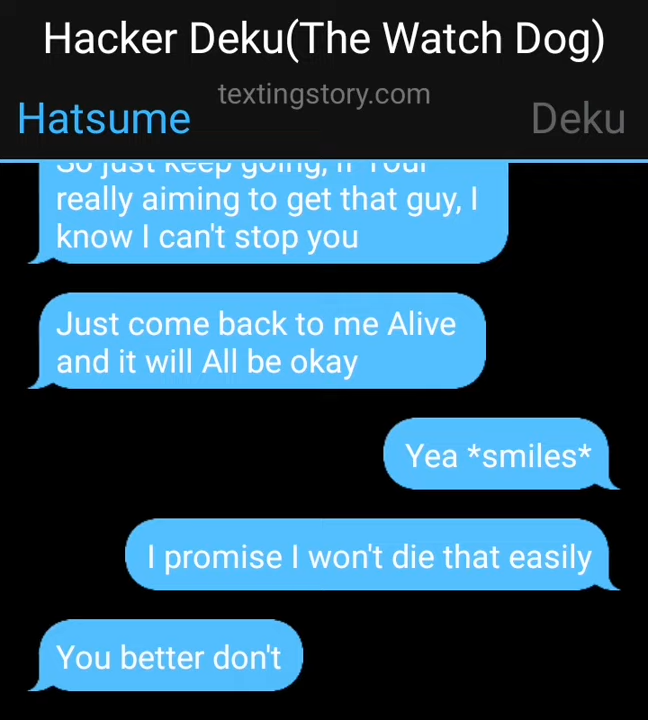 Hacker Deku(The Watch Dog)
textingstory.com
Hatsume
Deku
So just keep going, if Your
really aiming to get that guy, I
know I can't stop you
Just come back to me Alive
and it will All be okay
Yea *smiles*
I promise I won't die that easily
You better don't